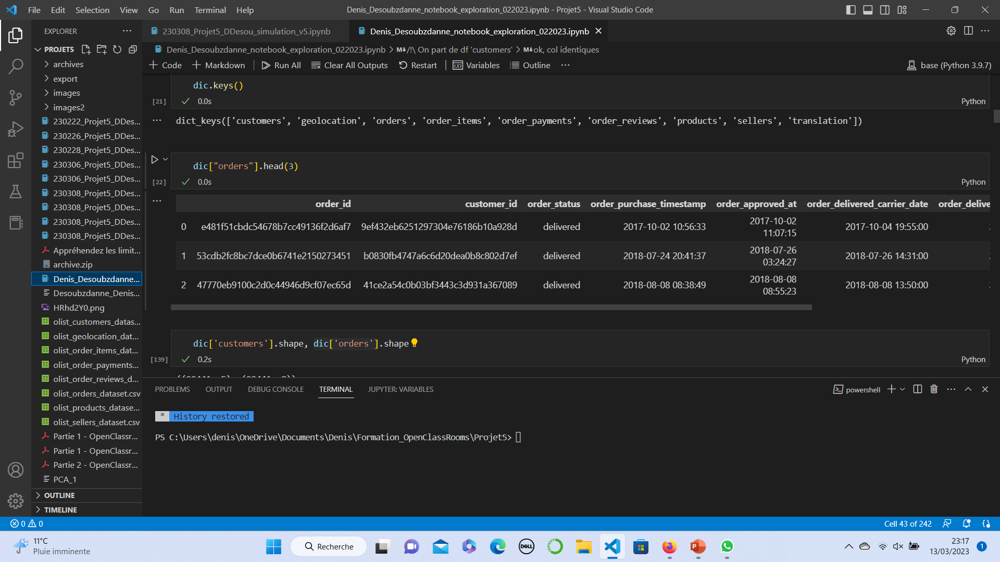 File Edit Selection View Go Run Terminal Help
Denis_Desoubzdanne_notebook_exploration_022023.ipynb - Projet5 - Visual Studio Code
EXPLORER
230308_Projet5_DDesou_simulation_v5.ipynb
Denis_Desoubzdanne_notebook_exploration_022023.ipynb
PROJET5
Denis_Desoubzdanne_notebook_exploration_022023.ipynb > M↓/!\ On part de df 'customers' > M↓ok, col identiques
Code Markdown Run All Clear All Outputs Restart Variables Outline ...
base (Python 3.9.7)
archives
export
images
images2
230222_Projet5_DDes...
230226_Projet5_DDes...
230228_Projet5_DDes...
230306_Projet5_DDes...
230306_Projet5_DDes...
230308_Projet5_DDes...
230308_Projet5_DDes...
230308_Projet5_DDes...
230308_Projet5_DDes...
Appréhendez les limit...
archive.zip
Denis_Desoubzdanne...
Desoubzdanne_Denis...
HRhd2Y0.png
olist_customers_datas...
olist_geolocation_dat...
olist_order_items_dat...
olist_order_payments...
olist_order_reviews_d...
olist_orders_dataset.csv
olist_products_datase...
olist_sellers_dataset.csv
Partie 1 - OpenClassr...
Partie 1 - OpenClassr...
Partie 2 - OpenClassr...
PCA_1
OUTLINE
TIMELINE
dic.keys()
[21] 0.0s Python
dict_keys(['customers', 'geolocation', 'orders', 'order_items', 'order_payments', 'order_reviews', 'products', 'sellers', 'translation'])
dic["orders"].head(3)
[22] 0.0s Python
order_id customer_id order_status order_purchase_timestamp order_approved_at order_delivered_carrier_date order_delive
0 e481f51cbdc54678b7cc49136f2d6af7 9ef432eb6251297304e76186b10a928d delivered 2017-10-02 10:56:33 2017-10-02 11:07:15 2017-10-04 19:55:00
1 53cdb2fc8bc7dce0b6741e2150273451 b0830fb4747a6c6d20dea0b8c802d7ef delivered 2018-07-24 20:41:37 2018-07-26 03:24:27 2018-07-26 14:31:00
2 47770eb9100c2d0c44946d9cf07ec65d 41ce2a54c0b03bf3443c3d931a367089 delivered 2018-08-08 08:38:49 2018-08-08 08:55:23 2018-08-08 13:50:00
dic['customers'].shape, dic['orders'].shape
[139] 0.2s Python
PROBLEMS OUTPUT DEBUG CONSOLE TERMINAL JUPYTER: VARIABLES
powershell
* History restored
PS C:\Users\denis\OneDrive\Documents\Denis\Formation_OpenClassRooms\Projet5>
0 0
Cell 43 of 242
11°C
Pluie imminente
Recherche
DELL
23:17
13/03/2023
1